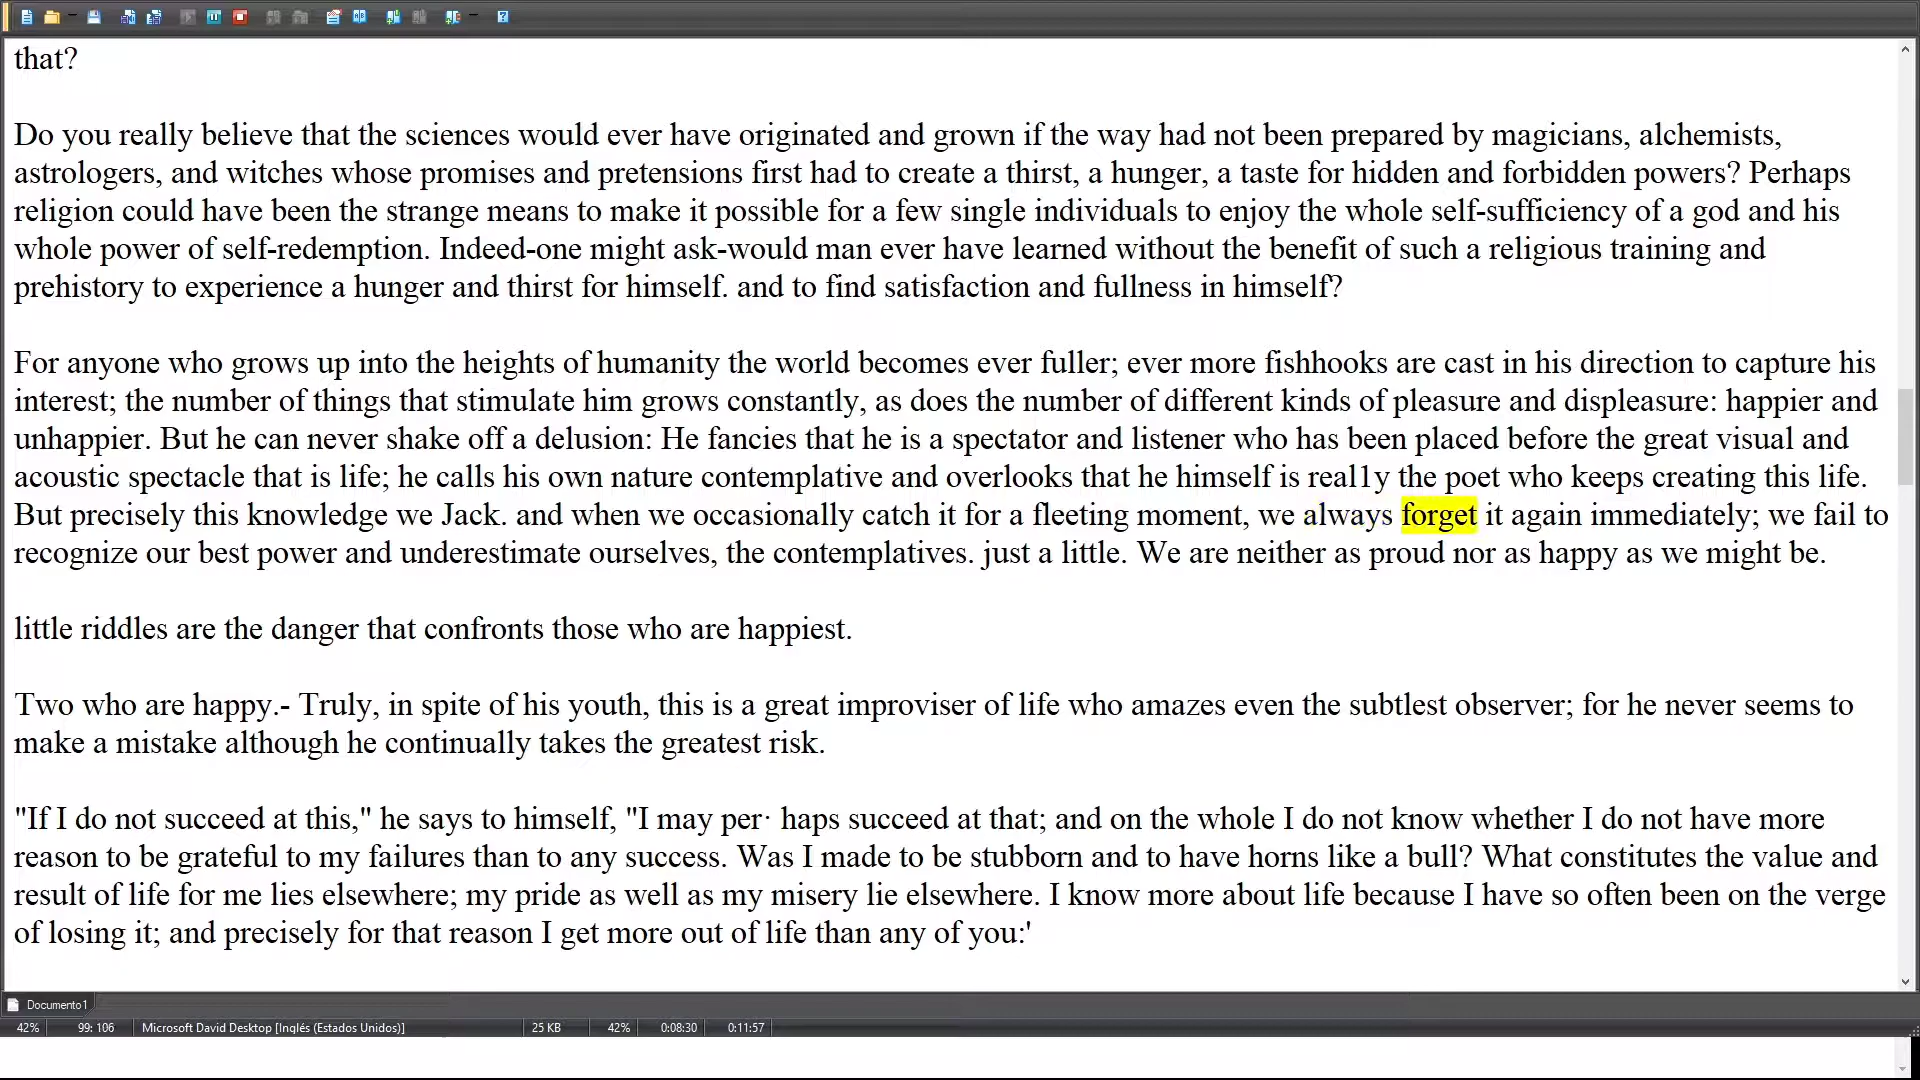 that?
Do you really believe that the sciences would ever have originated and grown if the way had not been prepared by magicians, alchemists,
astrologers, and witches whose promises and pretensions first had to create a thirst, a hunger, a taste for hidden and forbidden powers? Perhaps
religion could have been the strange means to make it possible for a few single individuals to enjoy the whole self-sufficiency of a god and his
whole power of self-redemption. Indeed-one might ask-would man ever have learned without the benefit of such a religious training and
prehistory to experience a hunger and thirst for himself. and to find satisfaction and fullness in himself?
For anyone who grows up into the heights of humanity the world becomes ever fuller; ever more fishhooks are cast in his direction to capture his
interest; the number of things that stimulate him grows constantly, as does the number of different kinds of pleasure and displeasure: happier and
unhappier. But he can never shake off a delusion: He fancies that he is a spectator and listener who has been placed before the great visual and
acoustic spectacle that is life; he calls his own nature contemplative and overlooks that he himself is real1y the poet who keeps creating this life.
But precisely this knowledge we Jack. and when we occasionally catch it for a fleeting moment, we always forget it again immediately; we fail to
recognize our best power and underestimate ourselves, the contemplatives. just a little. We are neither as proud nor as happy as we might be.
little riddles are the danger that confronts those who are happiest.
Two who are happy.- Truly, in spite of his youth, this is a great improviser of life who amazes even the subtlest observer; for he never seems to
make a mistake although he continually takes the greatest risk.
"If I do not succeed at this," he says to himself, "I may per· haps succeed at that; and on the whole I do not know whether I do not have more
reason to be grateful to my failures than to any success. Was I made to be stubborn and to have horns like a bull? What constitutes the value and
result of life for me lies elsewhere; my pride as well as my misery lie elsewhere. I know more about life because I have so often been on the verge
of losing it; and precisely for that reason I get more out of life than any of you:'
Documento1
42% 99: 106 Microsoft David Desktop [Inglés (Estados Unidos)] 25 KB 42% 0:08:30 0:11:57